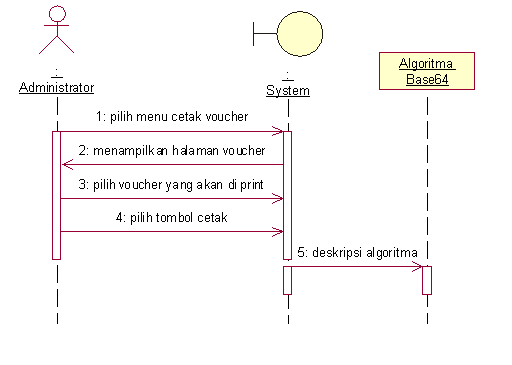 :
Administrator
:
System
Algoritma
Base64
1: pilih menu cetak voucher
2: menampilkan halaman voucher
3: pilih voucher yang akan di print
4: pilih tombol cetak
5: deskripsi algoritma